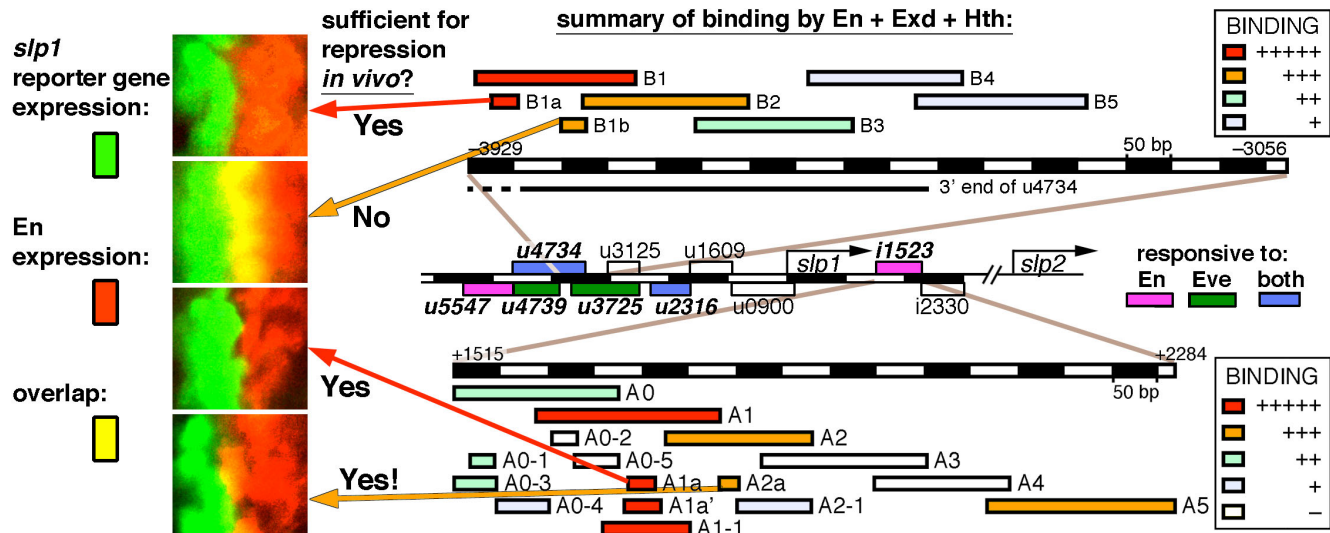 slp1
reporter gene
expression:
En
expression:
overlap:
sufficient for
repression
in vivo?
Yes
No
Yes
Yes!
summary of binding by En + Exd + Hth:
B1
B4
B1a
B2
B5
B1b
B3
–3929
50 bp
–3056
3' end of u4734
BINDING
+++++
+++
++
+
u4734
u3125
u1609
slp1
i1523
slp2
u5547
u4739
u3725
u2316
u0900
i2330
responsive to:
En
Eve
both
+1515
+2284
50 bp
A0
A1
A0-2
A2
A0-1
A0-5
A3
A0-3
A1a
A2a
A4
A0-4
A1a'
A2-1
A5
A1-1
BINDING
+++++
+++
++
+
–